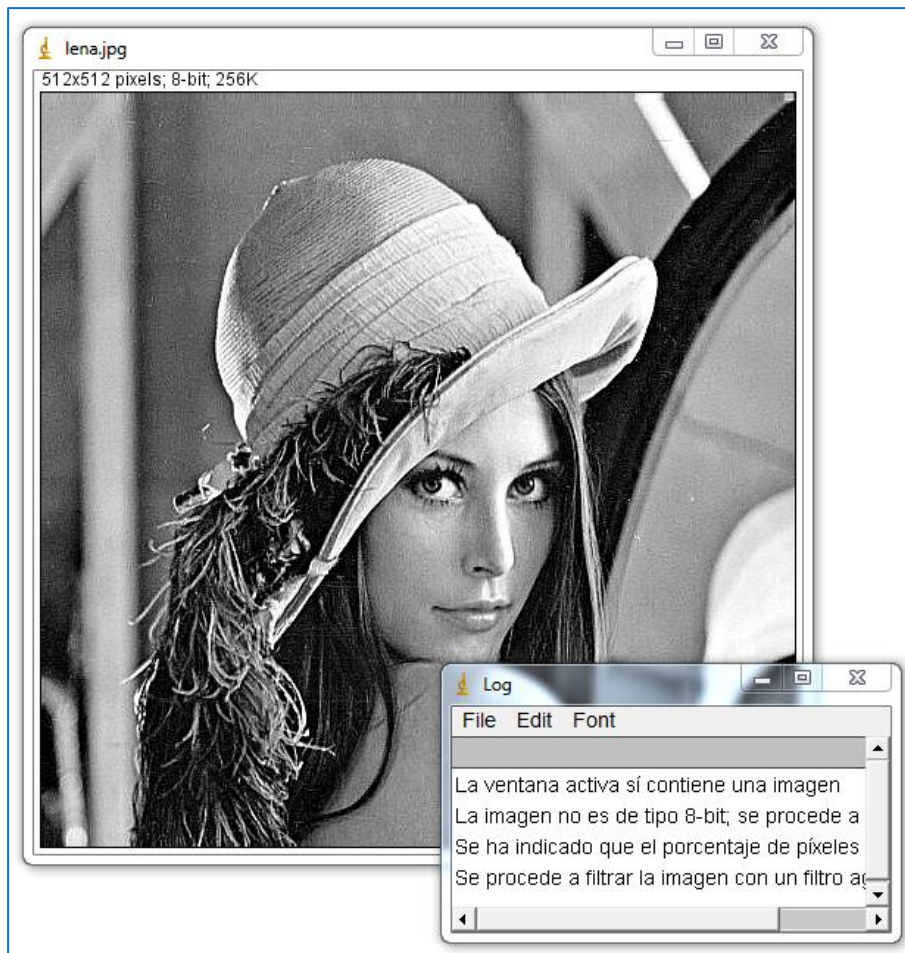 lena.jpg
512x512 pixels; 8-bit; 256K
Log
File Edit Font
La ventana activa sí contiene una imagen
La imagen no es de tipo 8-bit; se procede a
Se ha indicado que el porcentaje de píxeles
Se procede a filtrar la imagen con un filtro